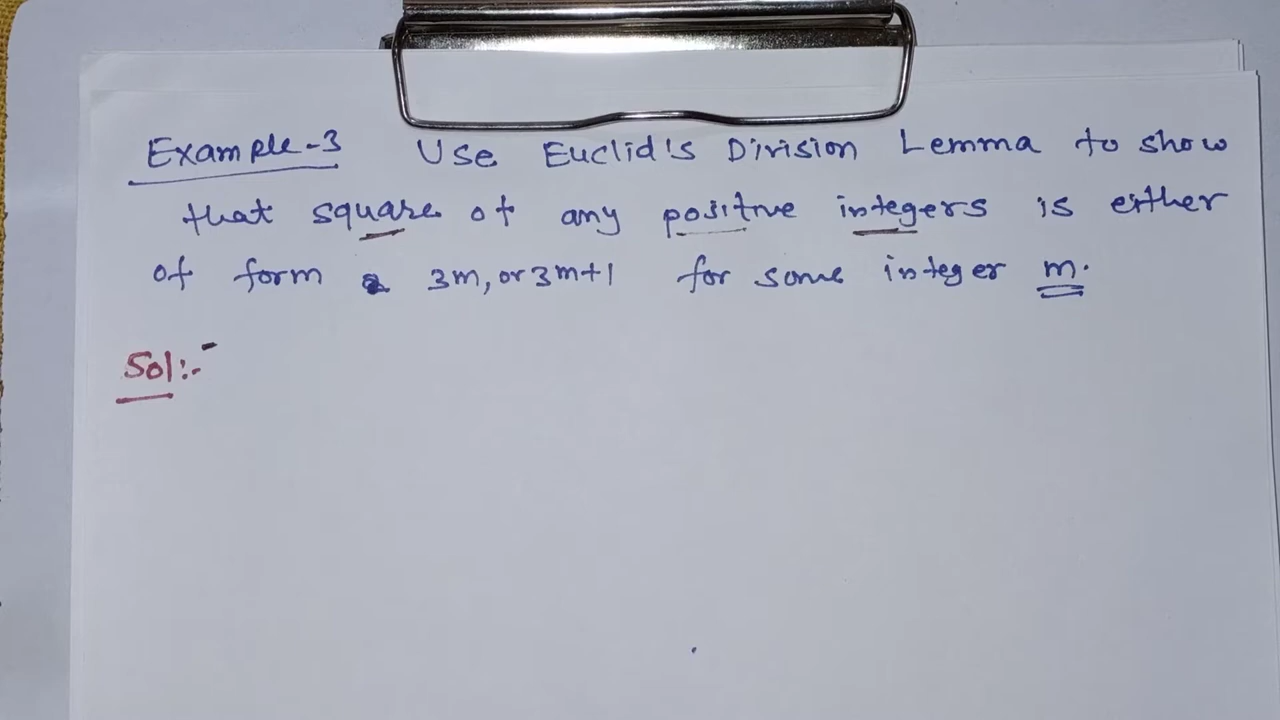 Example-3 Use Euclid's Division Lemma to show
that square of any positive integers is either
of form 3m, or 3m+1 for some integer m.
Sol:-